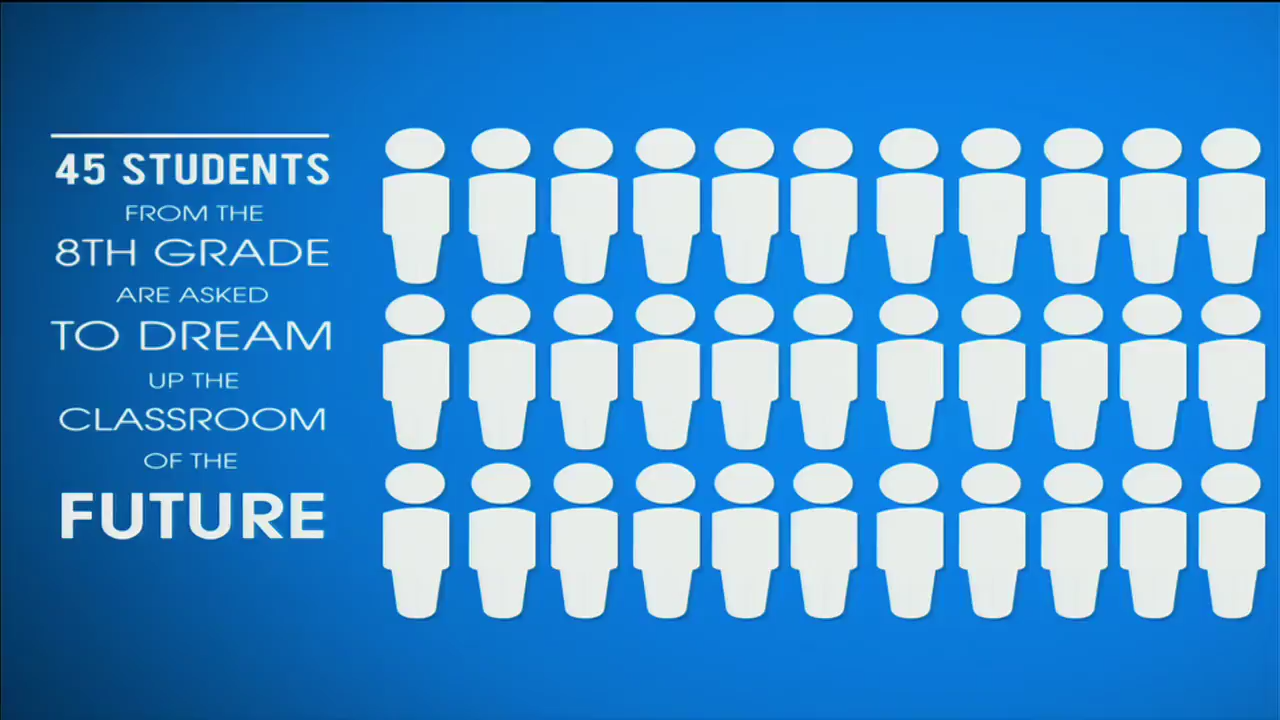 45 STUDENTS
FROM THE
8TH GRADE
ARE ASKED
TO DREAM
UP THE
CLASSROOM
OF THE
FUTURE